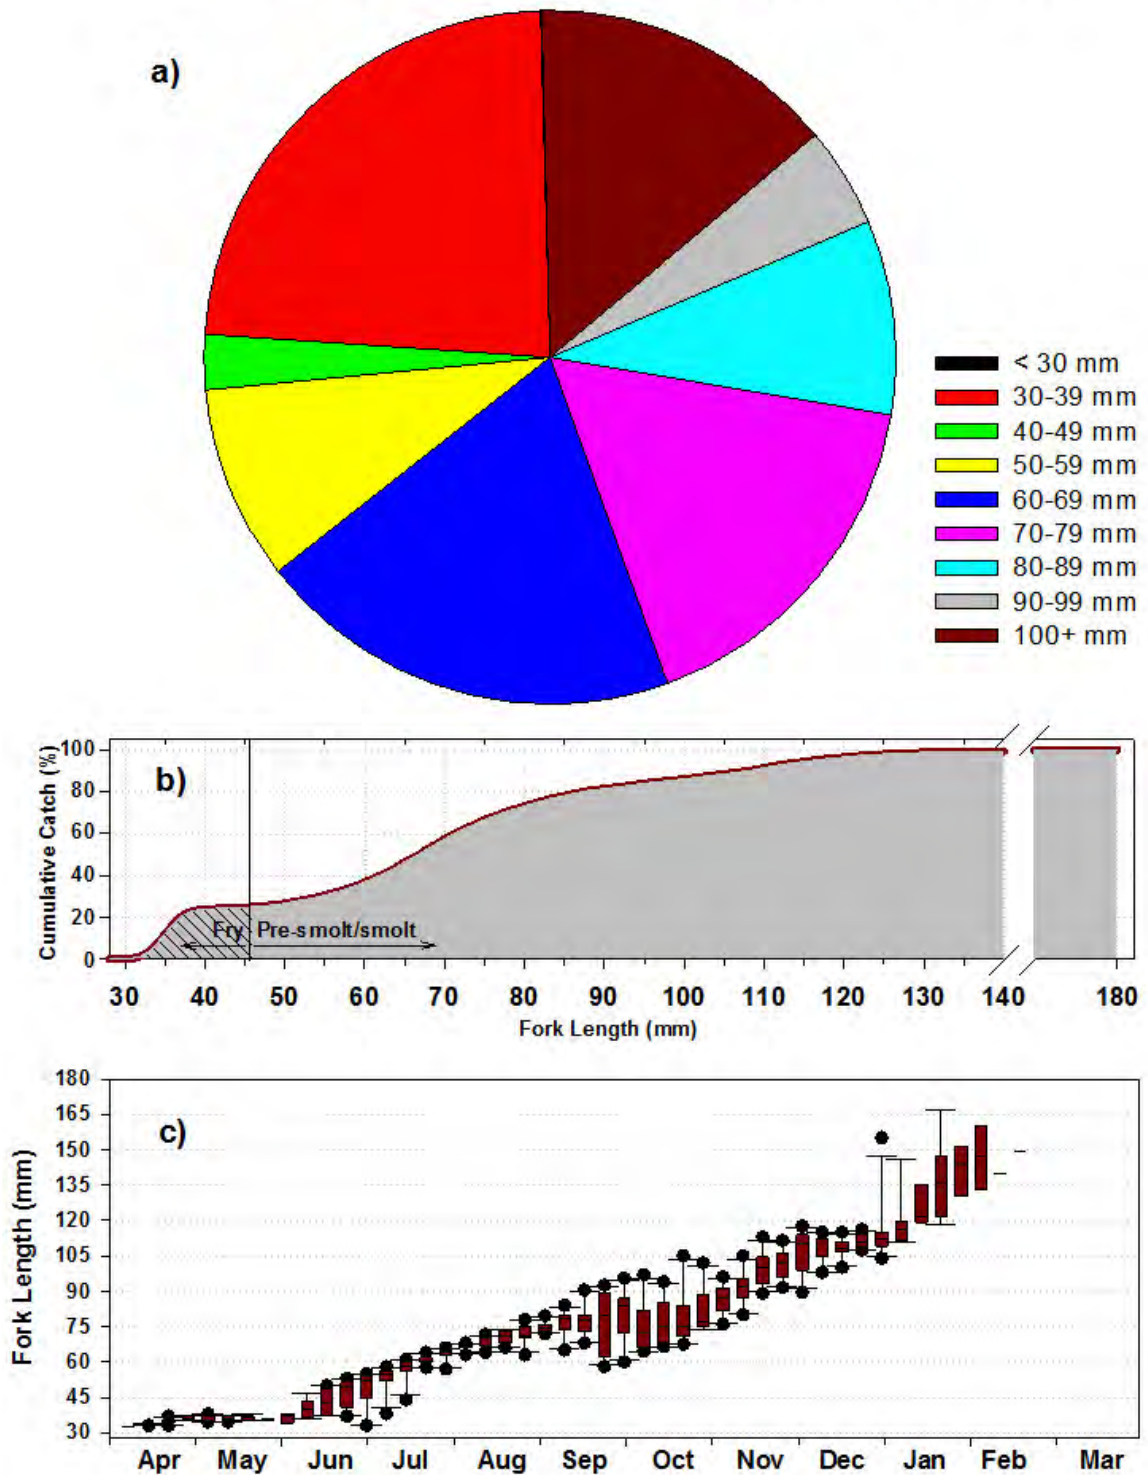 a)
< 30 mm
30-39 mm
40-49 mm
50-59 mm
60-69 mm
70-79 mm
80-89 mm
90-99 mm
100+ mm
Cumulative Catch (%)
100
80
60
40
20
0
b)
Fry Pre-smolt/smolt
30 40 50 60 70 80 90 100 110 120 130 140 180
Fork Length (mm)
Fork Length (mm)
180
165
150
135
120
105
90
75
60
45
30
c)
Apr May Jun Jul Aug Sep Oct Nov Dec Jan Feb Mar